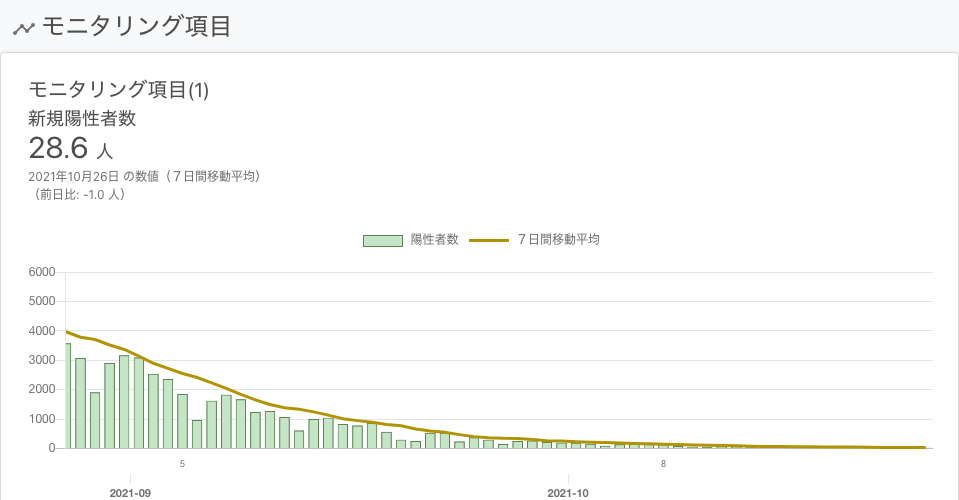 モニタリング項目
モニタリング項目(1)
新規陽性者数
28.6 人
2021年10月26日 の数値（７日間移動平均）
（前日比: -1.0 人）
陽性者数 ７日間移動平均
6000
5000
4000
3000
2000
1000
0
5 8
2021-09 2021-10